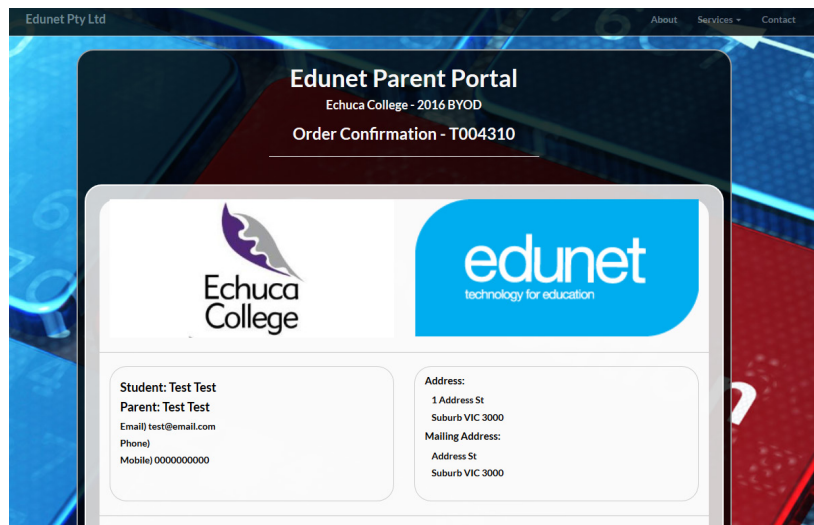 Edunet Pty Ltd
About Services Contact
Edunet Parent Portal
Echuca College - 2016 BYOD
Order Confirmation - T004310
Echuca
College
edunet
technology for education
Student: Test Test
Parent: Test Test
Email) test@email.com
Phone)
Mobile) 0000000000
Address:
1 Address St
Suburb VIC 3000
Mailing Address:
Address St
Suburb VIC 3000